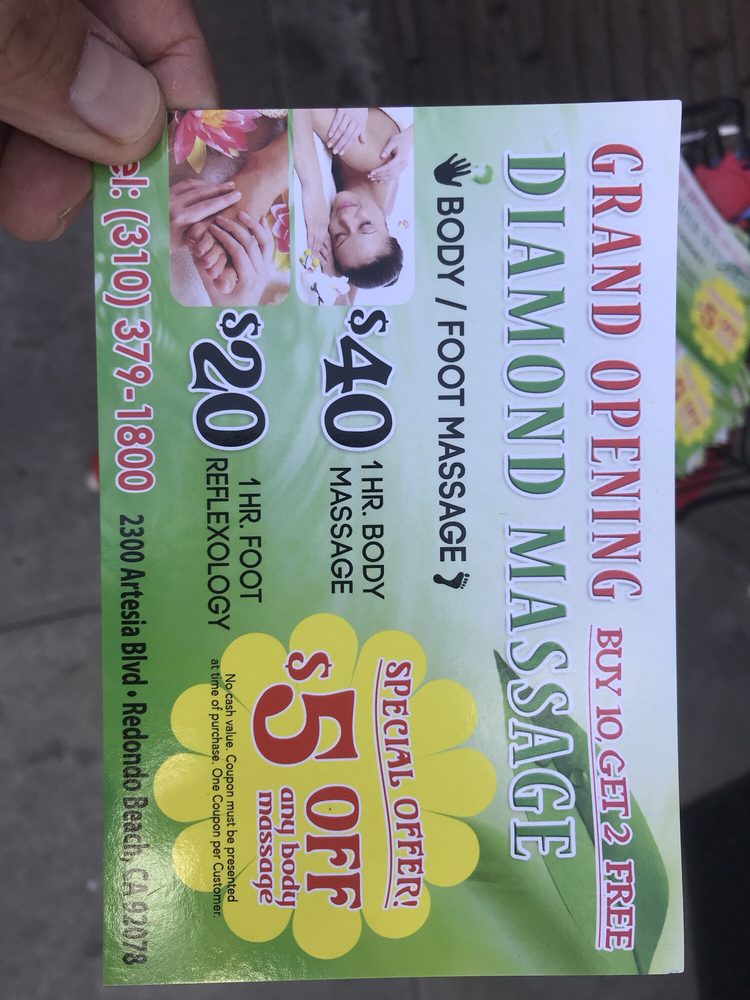 GRAND OPENING BUY 10, GET 2 FREE
DIAMOND MASSAGE
BODY / FOOT MASSAGE
$40 1 HR. BODY
MASSAGE
$20 1 HR. FOOT
REFLEXOLOGY
SPECIAL OFFER!
$5 OFF
any body
massage
No cash value. Coupon must be presented
at time of purchase. One Coupon per Customer.
el: (310) 379-1800 2300 Artesia Blvd • Redondo Beach, CA 92078